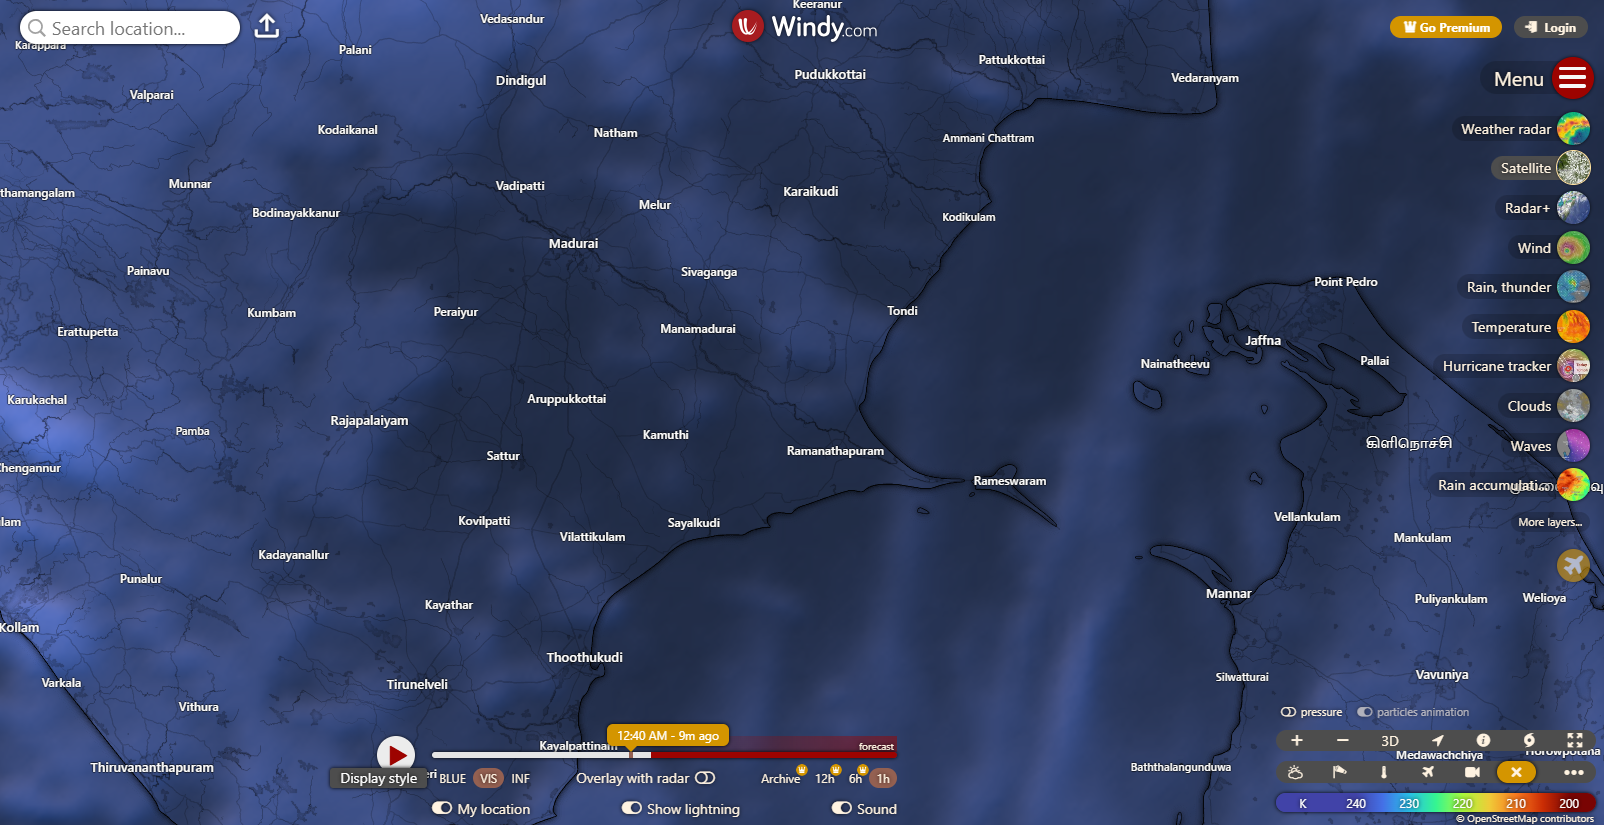 Search location...
Windy.com
Go Premium
Login
Menu
Weather radar
Satellite
Radar+
Wind
Rain, thunder
Temperature
Hurricane tracker
Clouds
Waves
Rain accumulati...
More layers...
Keeranur
Vedasandur
Karappara
Palani
Pattukkottai
Pudukkottai
Vedaranyam
Dindigul
Valparai
Kodaikanal
Natham
Ammani Chattram
Munnar
Vadipatti
Karaikudi
thamangalam
Melur
Bodinayakkanur
Kodikulam
Madurai
Painavu
Sivaganga
Point Pedro
Kumbam
Peraiyur
Tondi
Erattupetta
Manamadurai
Jaffna
Nainatheevu
Pallai
Karukachal
Aruppukkottai
Rajapalaiyam
Pamba
Kamuthi
கிளிநொச்சி
Sattur
Ramanathapuram
Chengannur
Rameswaram
Kovilpatti
Sayalkudi
Vellankulam
Vilattikulam
Mankulam
Kadayanallur
Punalur
Mannar
Welioya
Kayathar
Puliyankulam
Kollam
Thoothukudi
Varkala
Tirunelveli
Silwatturai
Vavuniya
Vithura
Kayalpattinam
Medawachchiya
Horowpotana
Thiruvananthapuram
Baththalangunduwa
12:40 AM - 9m ago
forecast
Display style
BLUE VIS INF
Overlay with radar
Archive 12h 6h 1h
My location
Show lightning
Sound
pressure
particles animation
3D
K 240 230 220 210 200
© OpenStreetMap contributors